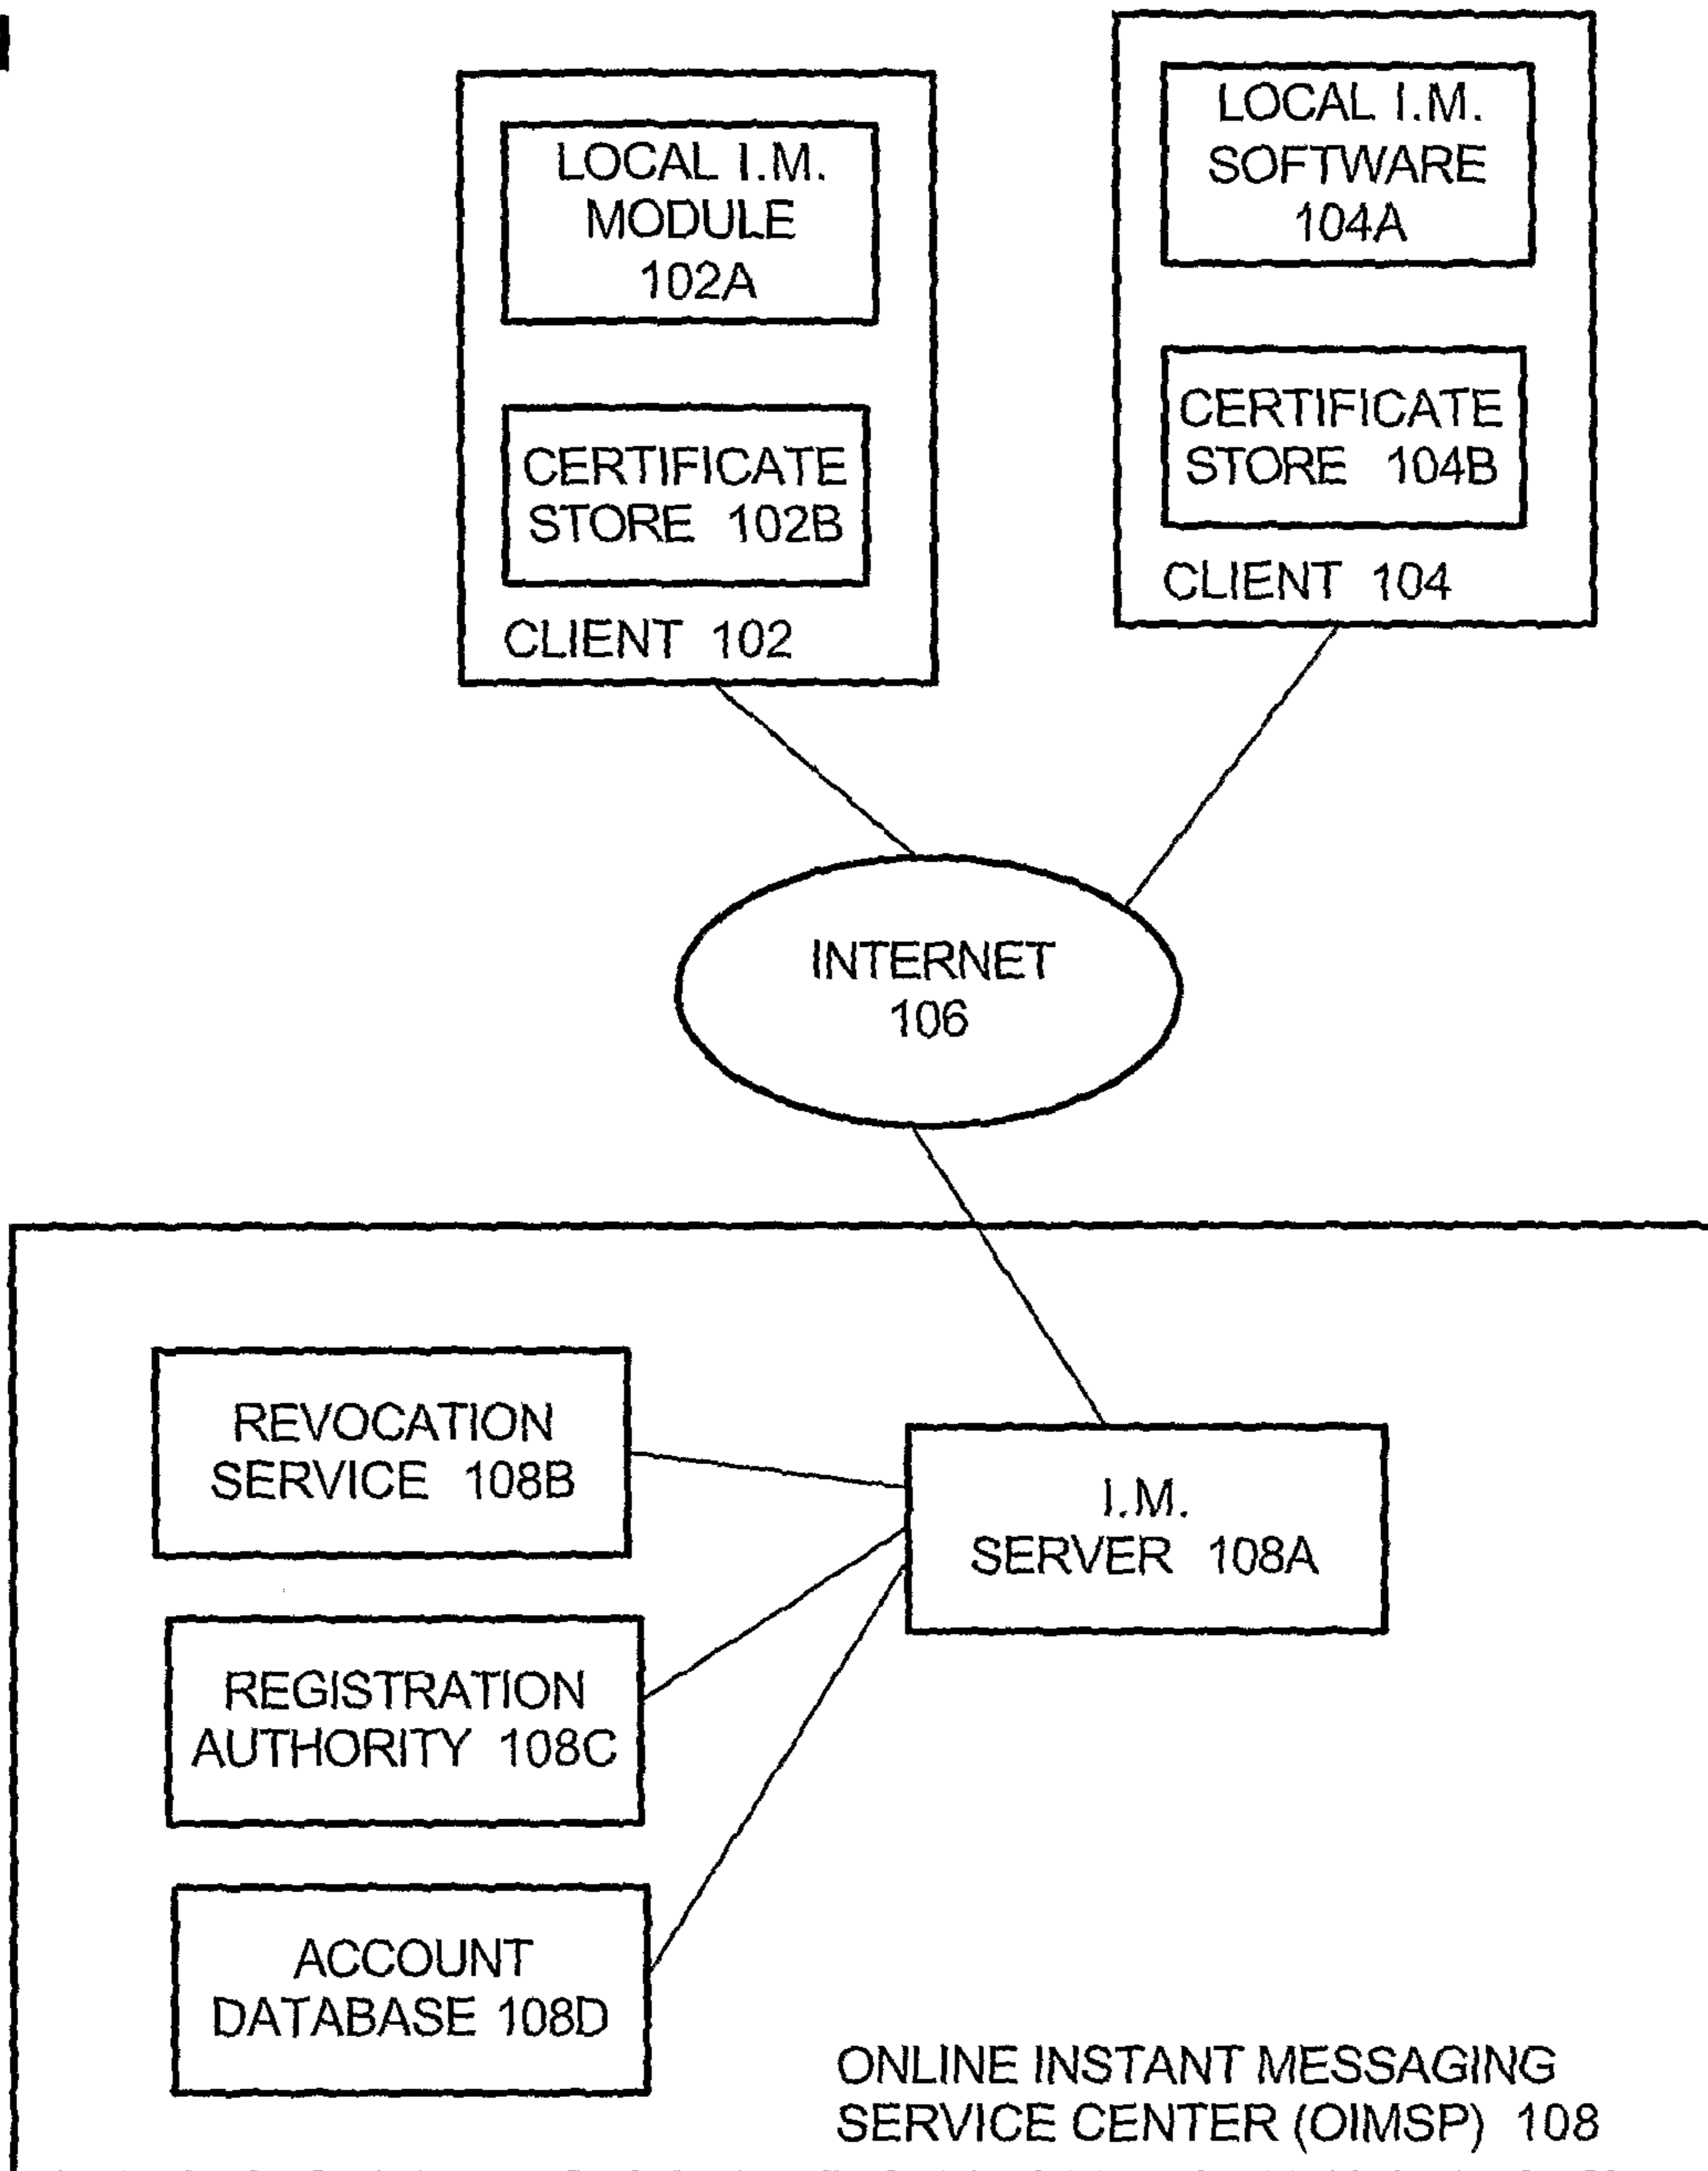 LOCAL I.M.
MODULE
102A
CERTIFICATE
STORE 102B
CLIENT 102
LOCAL I.M.
SOFTWARE
104A
CERTIFICATE
STORE 104B
CLIENT 104
INTERNET
106
REVOCATION
SERVICE 108B
I.M.
SERVER 108A
REGISTRATION
AUTHORITY 108C
ACCOUNT
DATABASE 108D
ONLINE INSTANT MESSAGING
SERVICE CENTER (OIMSP) 108